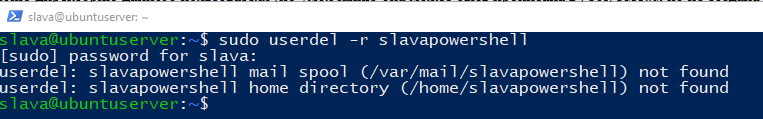 slava@ubuntuserver: ~
slava@ubuntuserver:~$ sudo userdel -r slavapowershell
[sudo] password for slava:
userdel: slavapowershell mail spool (/var/mail/slavapowershell) not found
userdel: slavapowershell home directory (/home/slavapowershell) not found
slava@ubuntuserver:~$